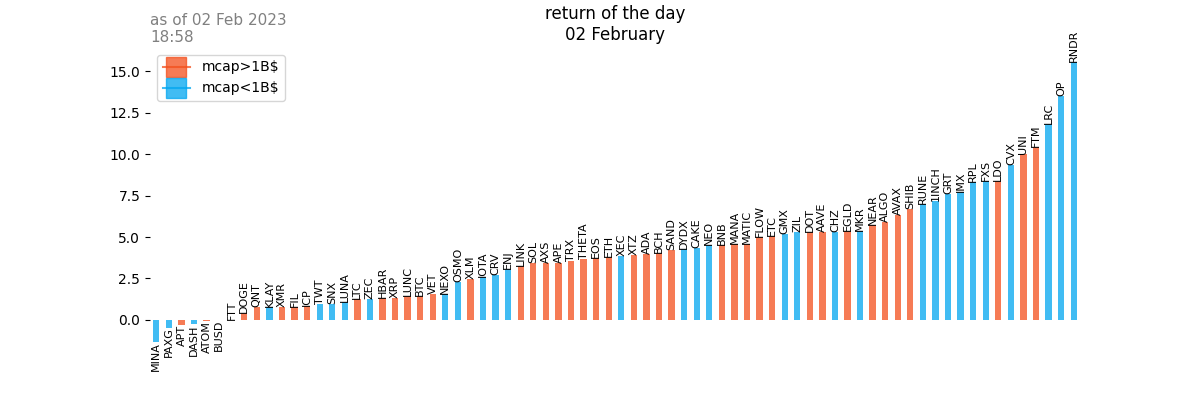 as of 02 Feb 2023
18:58
return of the day
02 February
mcap>1B$
mcap<1B$
15.0
12.5
10.0
7.5
5.0
2.5
0.0
MINA
PAXG
APT
DASH
ATOM
BUSD
FTT
DOGE
QNT
KLAY
XMR
FIL
ICP
TWT
SNX
LUNA
LTC
ZEC
HBAR
XRP
LUNC
BTC
VET
NEXO
OSMO
XLM
IOTA
CRV
ENJ
LINK
SOL
AXS
APE
TRX
THETA
EOS
ETH
XEC
XTZ
ADA
BCH
SAND
DYDX
CAKE
NEO
BNB
MANA
MATIC
FLOW
ETC
GMX
ZIL
DOT
AAVE
CHZ
EGLD
MKR
NEAR
ALGO
AVAX
SHIB
RUNE
1INCH
GRT
IMX
RPL
FXS
LDO
CVX
UNI
FTM
LRC
OP
RNDR